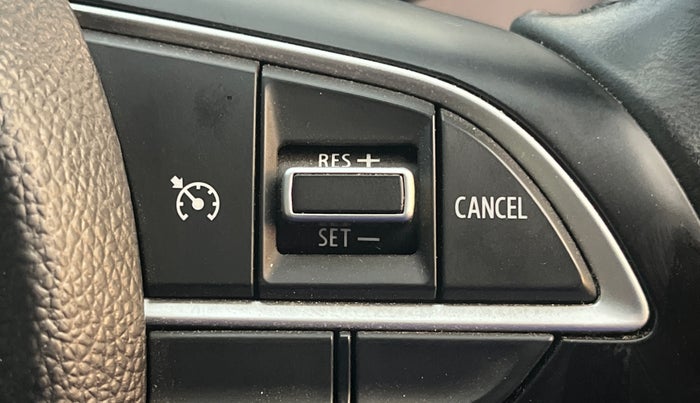 RES +
CANCEL
SET -